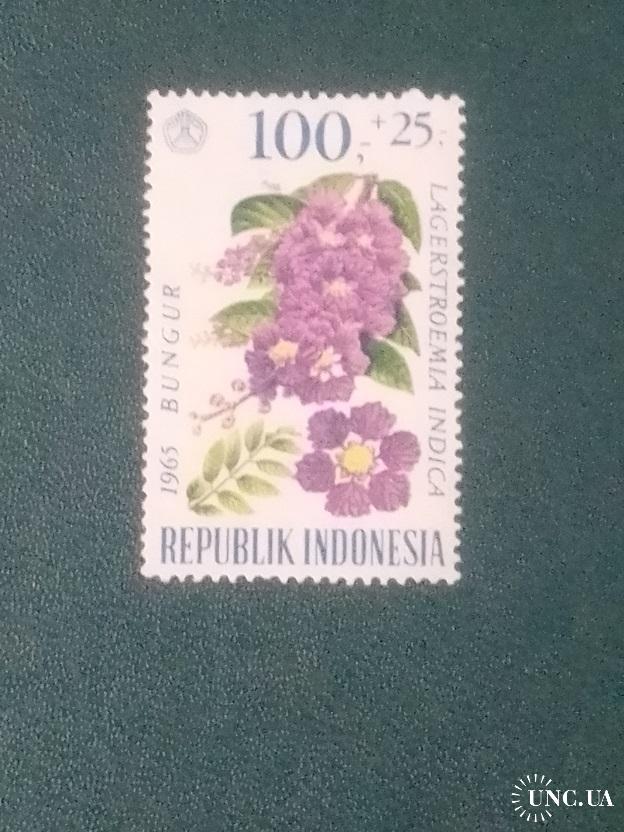 100,- + 25.-
LAGERSTROEMIA INDICA
1965 BUNGUR
REPUBLIK INDONESIA
UNC.UA